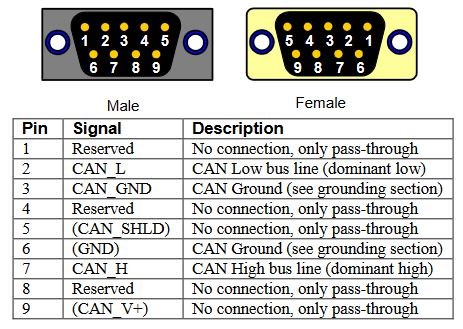 1 2 3 4 5 5 4 3 2 1
6 7 8 9 9 8 7 6
Male Female
Pin Signal Description
1 Reserved No connection, only pass-through
2 CAN_L CAN Low bus line (dominant low)
3 CAN_GND CAN Ground (see grounding section)
4 Reserved No connection, only pass-through
5 (CAN_SHLD) No connection, only pass-through
6 (GND) CAN Ground (see grounding section)
7 CAN_H CAN High bus line (dominant high)
8 Reserved No connection, only pass-through
9 (CAN_V+) No connection, only pass-through